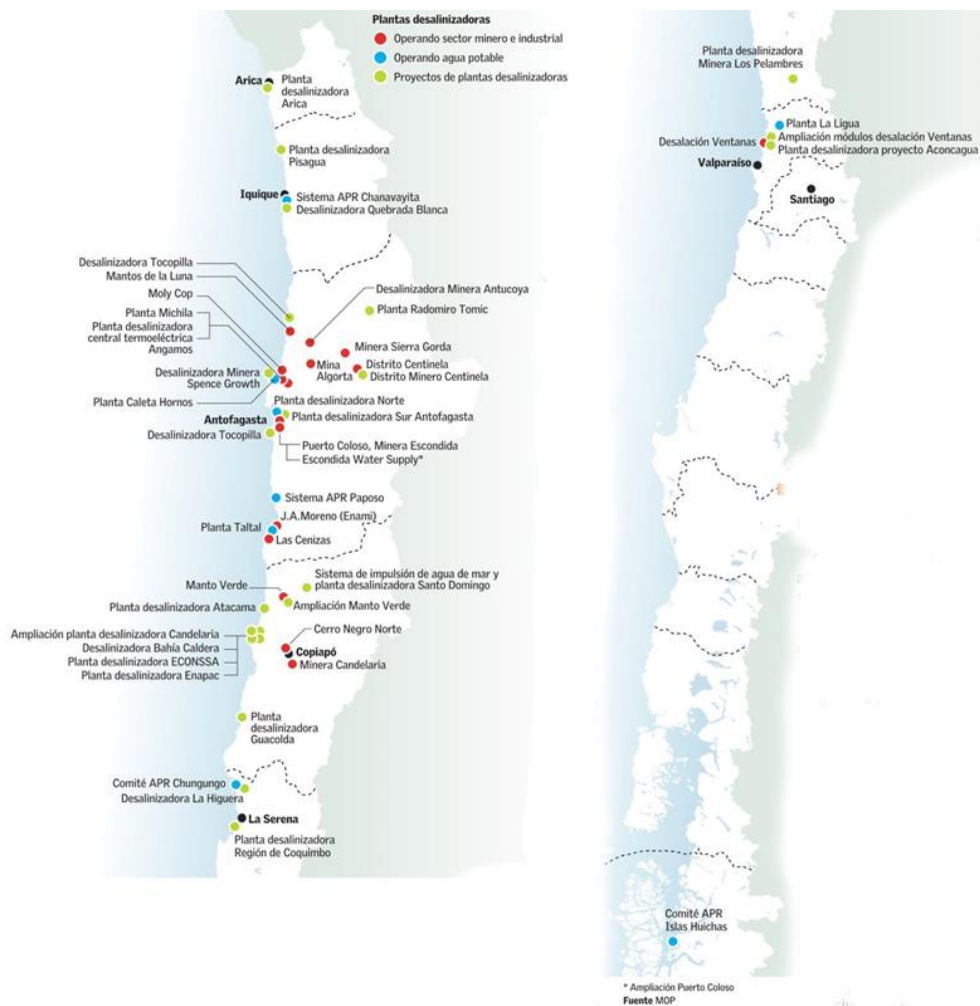 Plantas desalinizadoras
Operando sector minero e industrial
Operando agua potable
Proyectos de plantas desalinizadoras
Arica
Planta
desalinizadora
Arica
Planta desalinizadora
Pisagua
Iquique
Sistema APR Chanavayita
Desalinizadora Quebrada Blanca
Desalinizadora Tocopilla
Mantos de la Luna
Moly Cop
Planta Michila
Planta desalinizadora
central termoeléctrica
Angamos
Desalinizadora Minera Antucoya
Planta Radomiro Tomic
Minera Sierra Gorda
Mina
Algorta
Distrito Centinela
Distrito Minero Centinela
Desalinizadora Minera
Spence Growth
Planta Caleta Hornos
Planta desalinizadora Norte
Antofagasta
Planta desalinizadora Sur Antofagasta
Desalinizadora Tocopilla
Puerto Coloso, Minera Escondida
Escondida Water Supply*
Sistema APR Paposo
J.A.Moreno (Enami)
Planta Taltal
Las Cenizas
Sistema de impulsión de agua de mar y
planta desalinizadora Santo Domingo
Manto Verde
Ampliación Manto Verde
Planta desalinizadora Atacama
Ampliación planta desalinizadora Candelaria
Desalinizadora Bahía Caldera
Planta desalinizadora ECONSSA
Planta desalinizadora Enapac
Cerro Negro Norte
Copiapó
Minera Candelaria
Planta
desalinizadora
Guacolda
Comité APR Chungungo
Desalinizadora La Higuera
La Serena
Planta desalinizadora
Región de Coquimbo
Planta desalinizadora
Minera Los Pelambres
Planta La Ligua
Desalación Ventanas
Ampliación módulos desalación Ventanas
Planta desalinizadora proyecto Aconcagua
Valparaíso
Santiago
Comité APR
Islas Huichas
* Ampliación Puerto Coloso
Fuente MOP